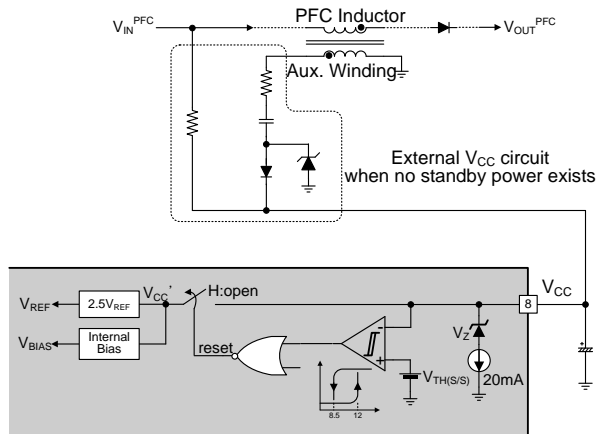 PFC Inductor
V_IN^PFC
V_OUT^PFC
Aux. Winding
External V_CC circuit
when no standby power exists
V_CC
8
V_CC'
H:open
V_REF
2.5V_REF
V_BIAS
Internal
Bias
reset
-
+
V_Z
V_TH(S/S)
20mA
8.5
12
+